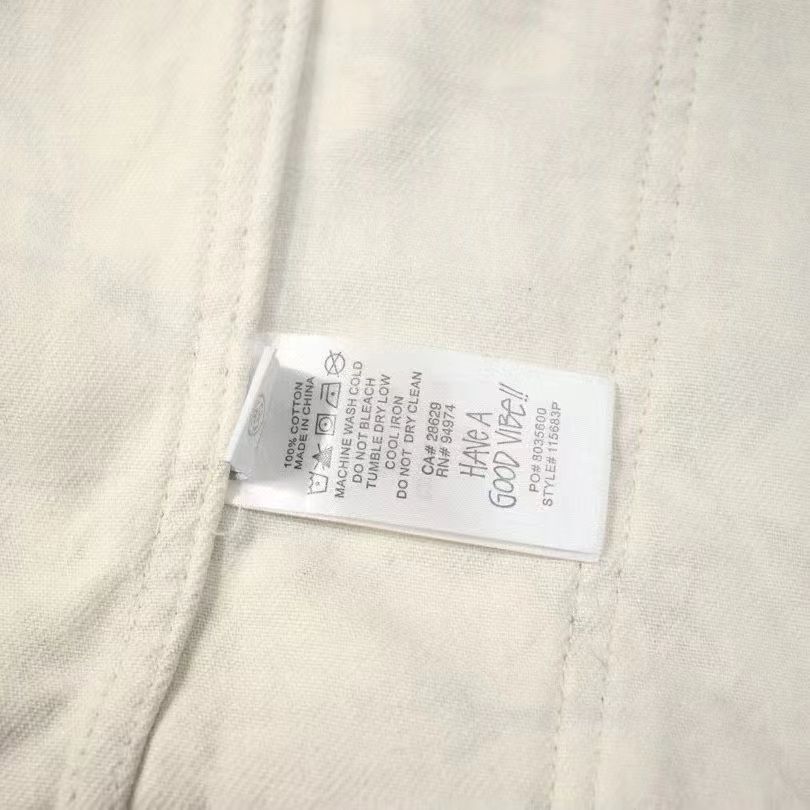 100% COTTON
MADE IN CHINA
MACHINE WASH COLD
DO NOT BLEACH
TUMBLE DRY LOW
COOL IRON
DO NOT DRY CLEAN
CA# 28629
RN# 94974
HAVE A
GOOD VIBE!!
PO# 8035600
STYLE# 115683P